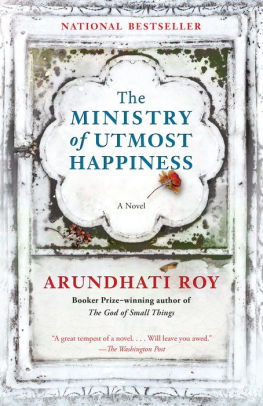 NATIONAL BESTSELLER
The
MINISTRY
of UTMOST
HAPPINESS
A Novel
ARUNDHATI ROY
Booker Prize–winning author of
The God of Small Things
"A great tempest of a novel. . . . Will leave you awed."
—The Washington Post